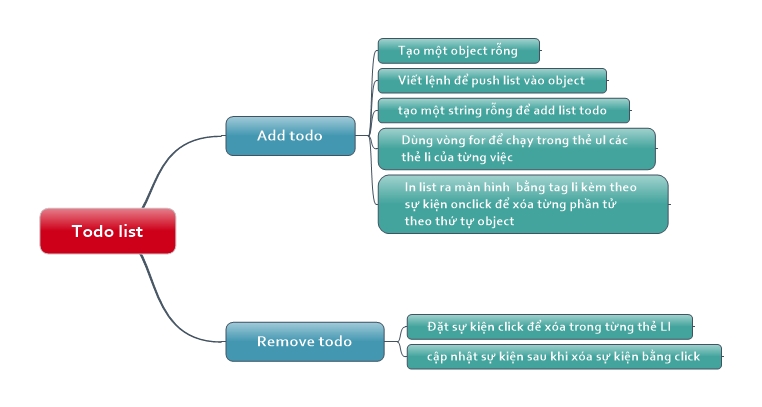 Tạo một object rỗng
Viết lệnh để push list vào object
tạo một string rỗng để add list todo
Add todo
Dùng vòng for để chạy trong thẻ ul các
thẻ li của từng việc
In list ra màn hình bằng tag li kèm theo
sự kiện onclick để xóa từng phần tử
theo thứ tự object
Todo list
Remove todo
Đặt sự kiện click để xóa trong từng thẻ LI
cập nhật sự kiện sau khi xóa sự kiện bằng click